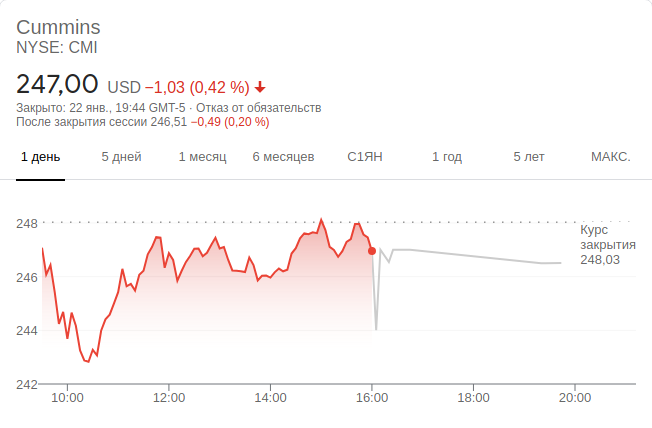 Cummins
NYSE: CMI
247,00 USD −1,03 (0,42 %)
Закрыто: 22 янв., 19:44 GMT-5 · Отказ от обязательств
После закрытия сессии 246,51 −0,49 (0,20 %)
1 день 5 дней 1 месяц 6 месяцев С1ЯН 1 год 5 лет МАКС.
248
Курс
закрытия
248,03
246
244
242
10:00 12:00 14:00 16:00 18:00 20:00